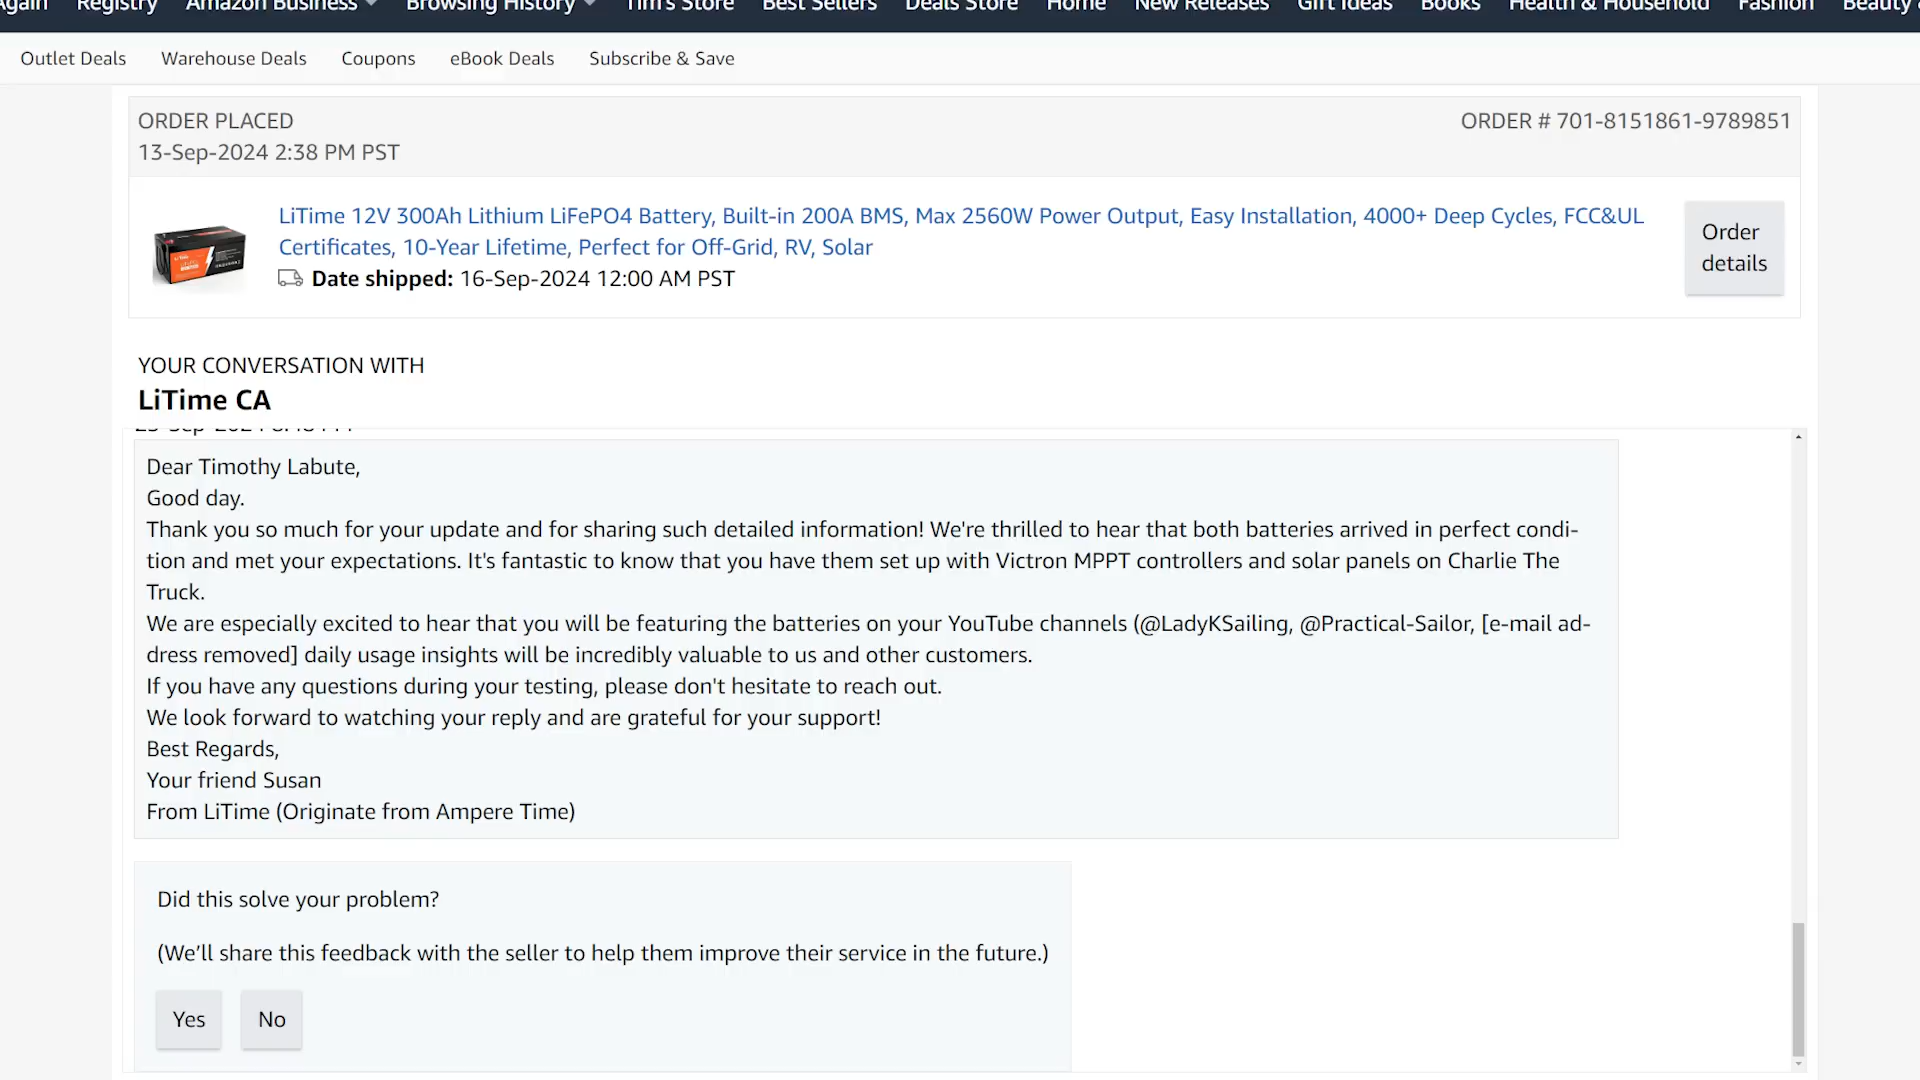 Again Registry Amazon Business Browsing History Tim's Store Best Sellers Deals Store Home New Releases Gift Ideas Books Health & Household Fashion Beauty &
Outlet Deals Warehouse Deals Coupons eBook Deals Subscribe & Save
ORDER PLACED ORDER # 701-8151861-9789851
13-Sep-2024 2:38 PM PST
LiTime 12V 300Ah Lithium LiFePO4 Battery, Built-in 200A BMS, Max 2560W Power Output, Easy Installation, 4000+ Deep Cycles, FCC&UL
Certificates, 10-Year Lifetime, Perfect for Off-Grid, RV, Solar
Date shipped: 16-Sep-2024 12:00 AM PST
Order
details
YOUR CONVERSATION WITH
LiTime CA
Dear Timothy Labute,
Good day.
Thank you so much for your update and for sharing such detailed information! We're thrilled to hear that both batteries arrived in perfect condi-
tion and met your expectations. It's fantastic to know that you have them set up with Victron MPPT controllers and solar panels on Charlie The
Truck.
We are especially excited to hear that you will be featuring the batteries on your YouTube channels (@LadyKSailing, @Practical-Sailor, [e-mail ad-
dress removed] daily usage insights will be incredibly valuable to us and other customers.
If you have any questions during your testing, please don't hesitate to reach out.
We look forward to watching your reply and are grateful for your support!
Best Regards,
Your friend Susan
From LiTime (Originate from Ampere Time)
Did this solve your problem?
(We’ll share this feedback with the seller to help them improve their service in the future.)
Yes No